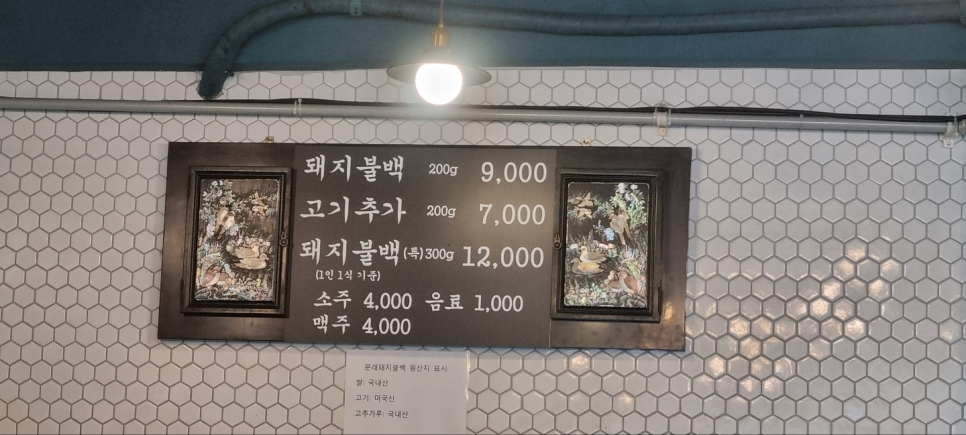 돼지불백 200g 9,000
고기추가 200g 7,000
돼지불백(특)300g 12,000
(1인 1식 기준)
소주 4,000 음료 1,000
맥주 4,000
문래돼지불백 원산지 표시
쌀: 국내산
고기: 미국산
고추가루: 국내산